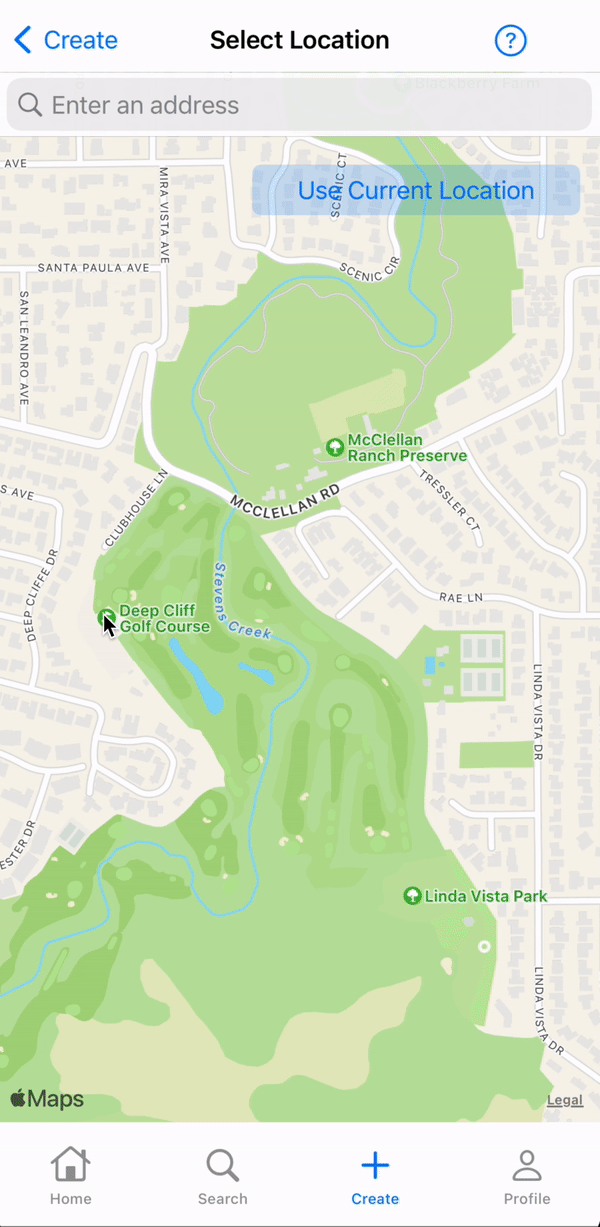 Create
Select Location
?
Blackberry Farm
Enter an address
AVE
MIRA VISTA AVE
SCENIC CT
Use Current Location
SANTA PAULA AVE
SCENIC CIR
SAN LEANDRO AVE
McClellan
Ranch Preserve
CLUBHOUSE LN
MCCLELLAN RD
TRESSLER CT
S AVE
DEEP CLIFFE DR
Stevens Creek
RAE LN
Deep Cliff
Golf Course
LINDA VISTA DR
ESTER DR
Linda Vista Park
LINDA VISTA DR
Maps
Legal
Home
Search
Create
Profile